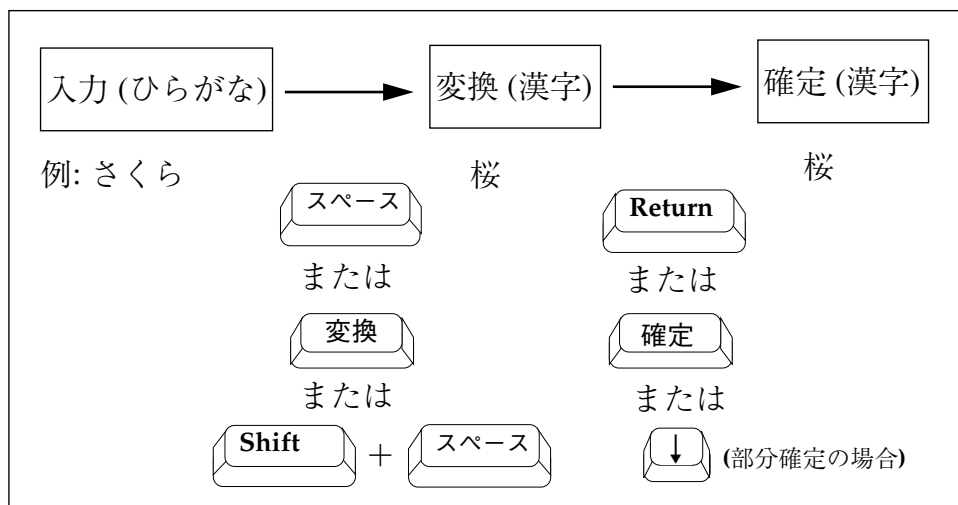 入力 (ひらがな) 変換 (漢字) 確定 (漢字)
例: さくら 桜 桜
スペース Return
または または
変換 確定
または または
Shift + スペース ↓ (部分確定の場合)